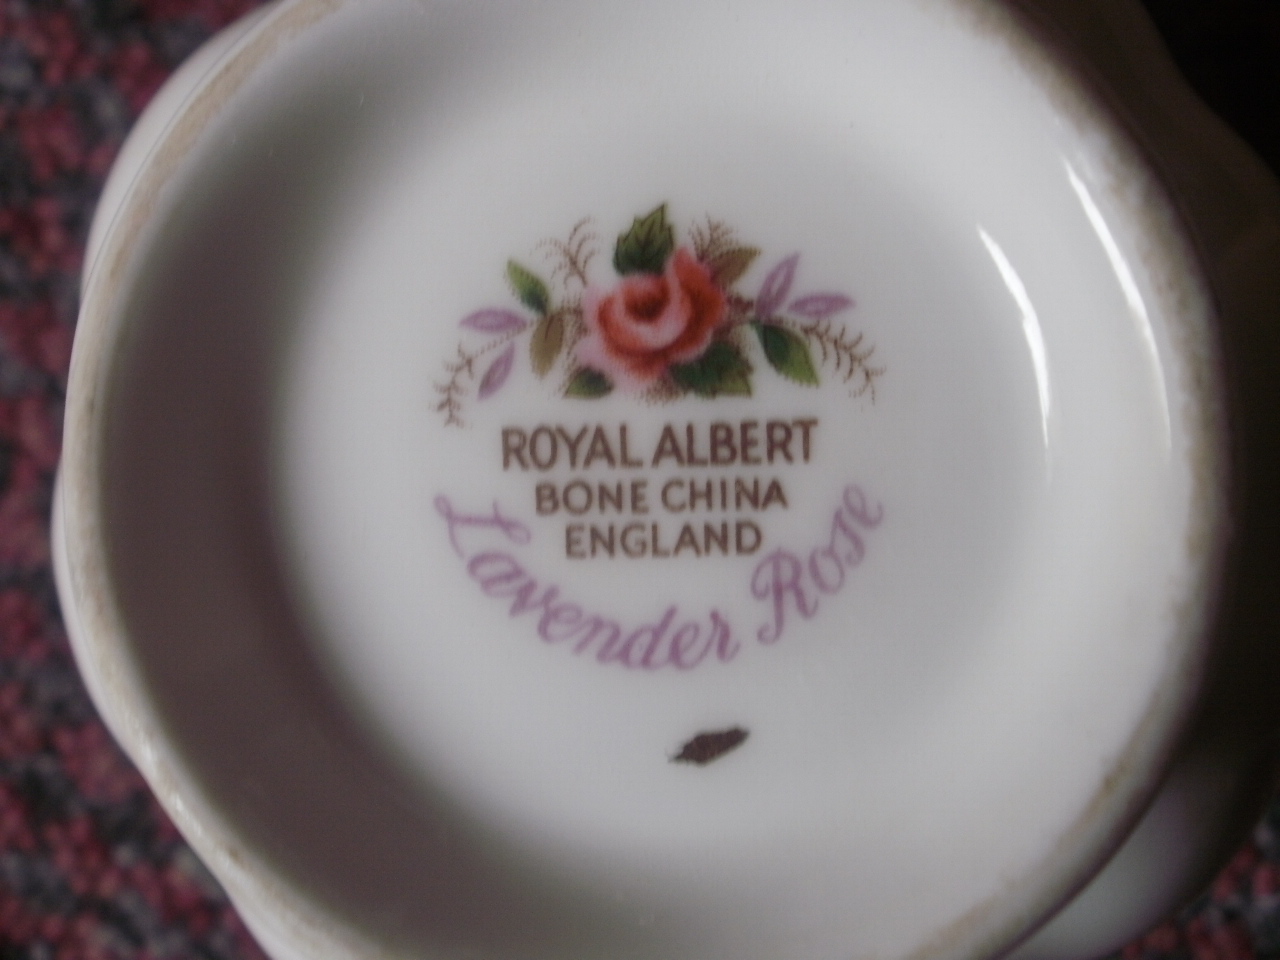 ROYAL ALBERT
BONE CHINA
ENGLAND
Lavender Rose